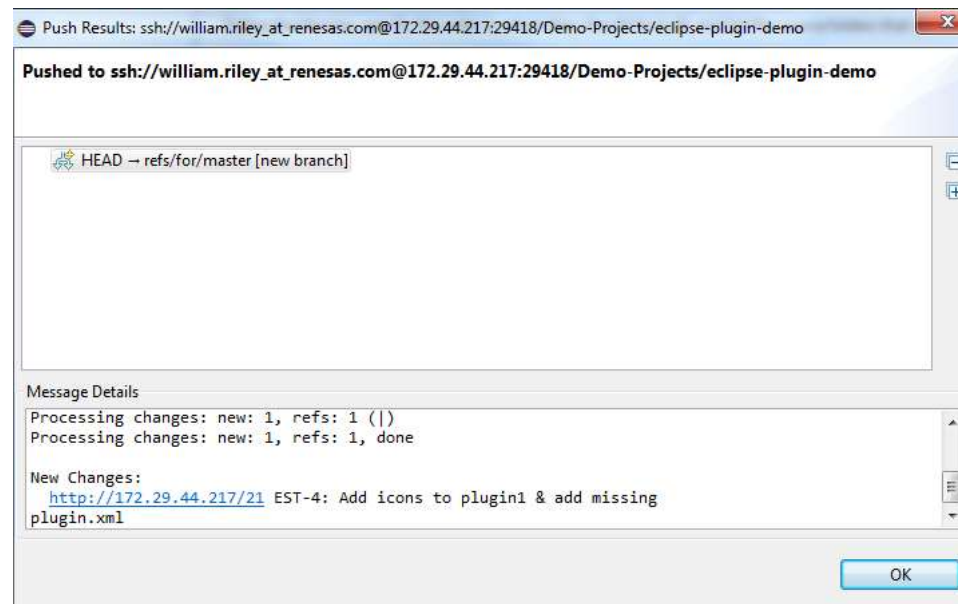 Push Results: ssh://william.riley_at_renesas.com@172.29.44.217:29418/Demo-Projects/eclipse-plugin-demo
Pushed to ssh://william.riley_at_renesas.com@172.29.44.217:29418/Demo-Projects/eclipse-plugin-demo
HEAD → refs/for/master [new branch]
Message Details
Processing changes: new: 1, refs: 1 (|)
Processing changes: new: 1, refs: 1, done
New Changes:
http://172.29.44.217/21 EST-4: Add icons to plugin1 & add missing
plugin.xml
OK